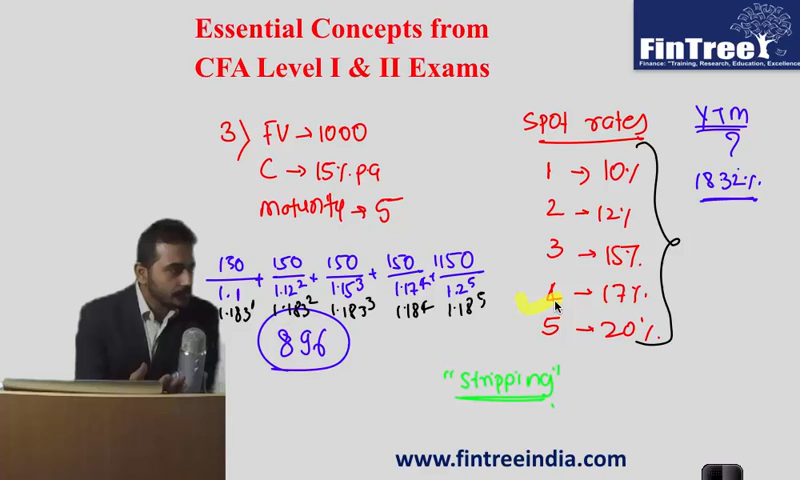 Essential Concepts from
CFA Level I & II Exams
FinTree
Finance: "Training, Research, Education, Excellence
3) FV → 1000
C → 15% pa
maturity → 5
Spot rates
1 → 10%
2 → 12%
3 → 15%
4 → 17%
5 → 20%
YTM
?
1832%
130/1.1 + 150/1.12² + 150/1.15³ + 150/1.17⁴ + 1150/1.2⁵
1.183¹ 1.183² 1.183³ 1.184 1.18⁵
896
"Stripping"
www.fintreeindia.com